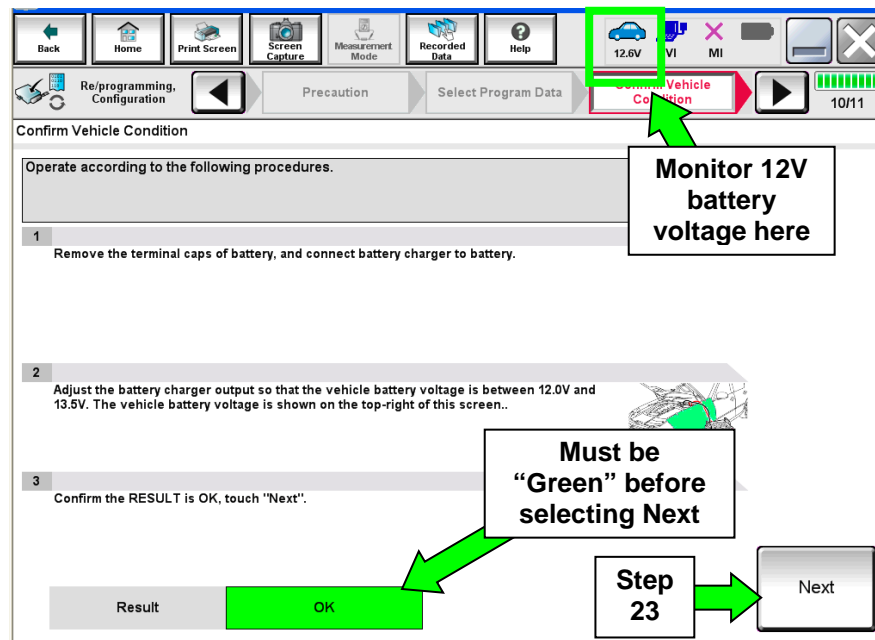 Back
Home
Print Screen
Screen
Capture
Measurement
Mode
Recorded
Data
Help
12.6V
VI
MI
Re/programming,
Configuration
Precaution
Select Program Data
Confirm Vehicle
Condition
10/11
Confirm Vehicle Condition
Operate according to the following procedures.
Monitor 12V
battery
voltage here
1
Remove the terminal caps of battery, and connect battery charger to battery.
2
Adjust the battery charger output so that the vehicle battery voltage is between 12.0V and
13.5V. The vehicle battery voltage is shown on the top-right of this screen..
Must be
“Green” before
selecting Next
3
Confirm the RESULT is OK, touch "Next".
Step
23
Next
Result
OK